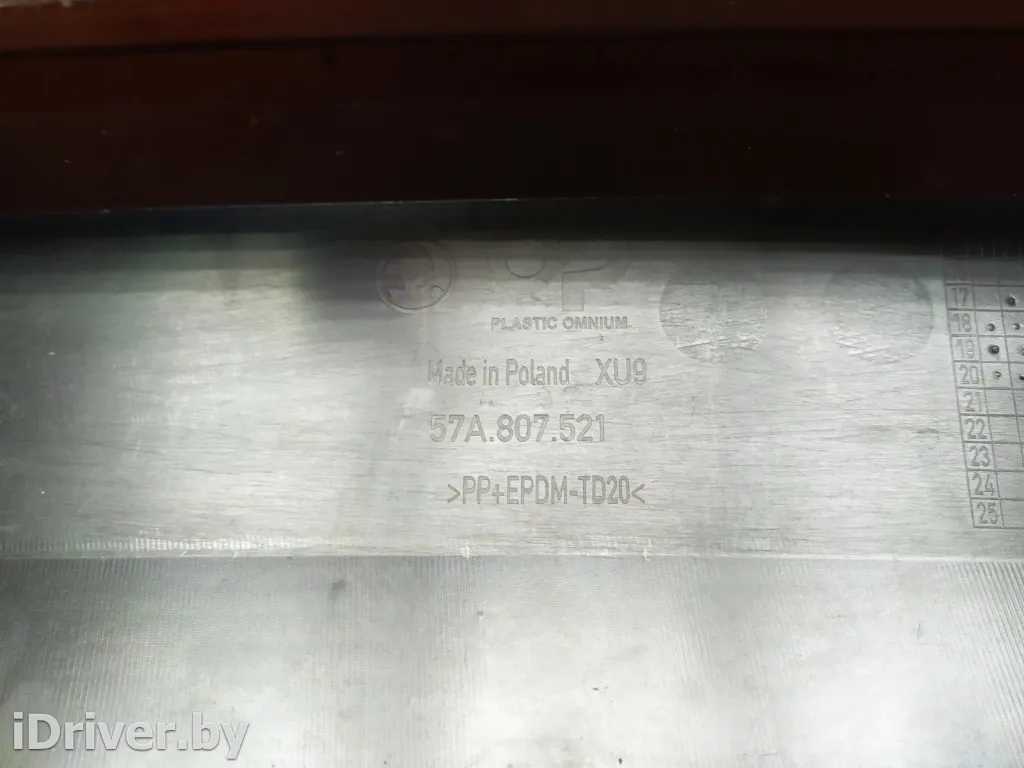 PLASTIC OMNIUM
Made in Poland XU9
57A.807.521
>PP+EPDM-TD20<
17
18
19
20
21
22
23
24
25
iDriver.by